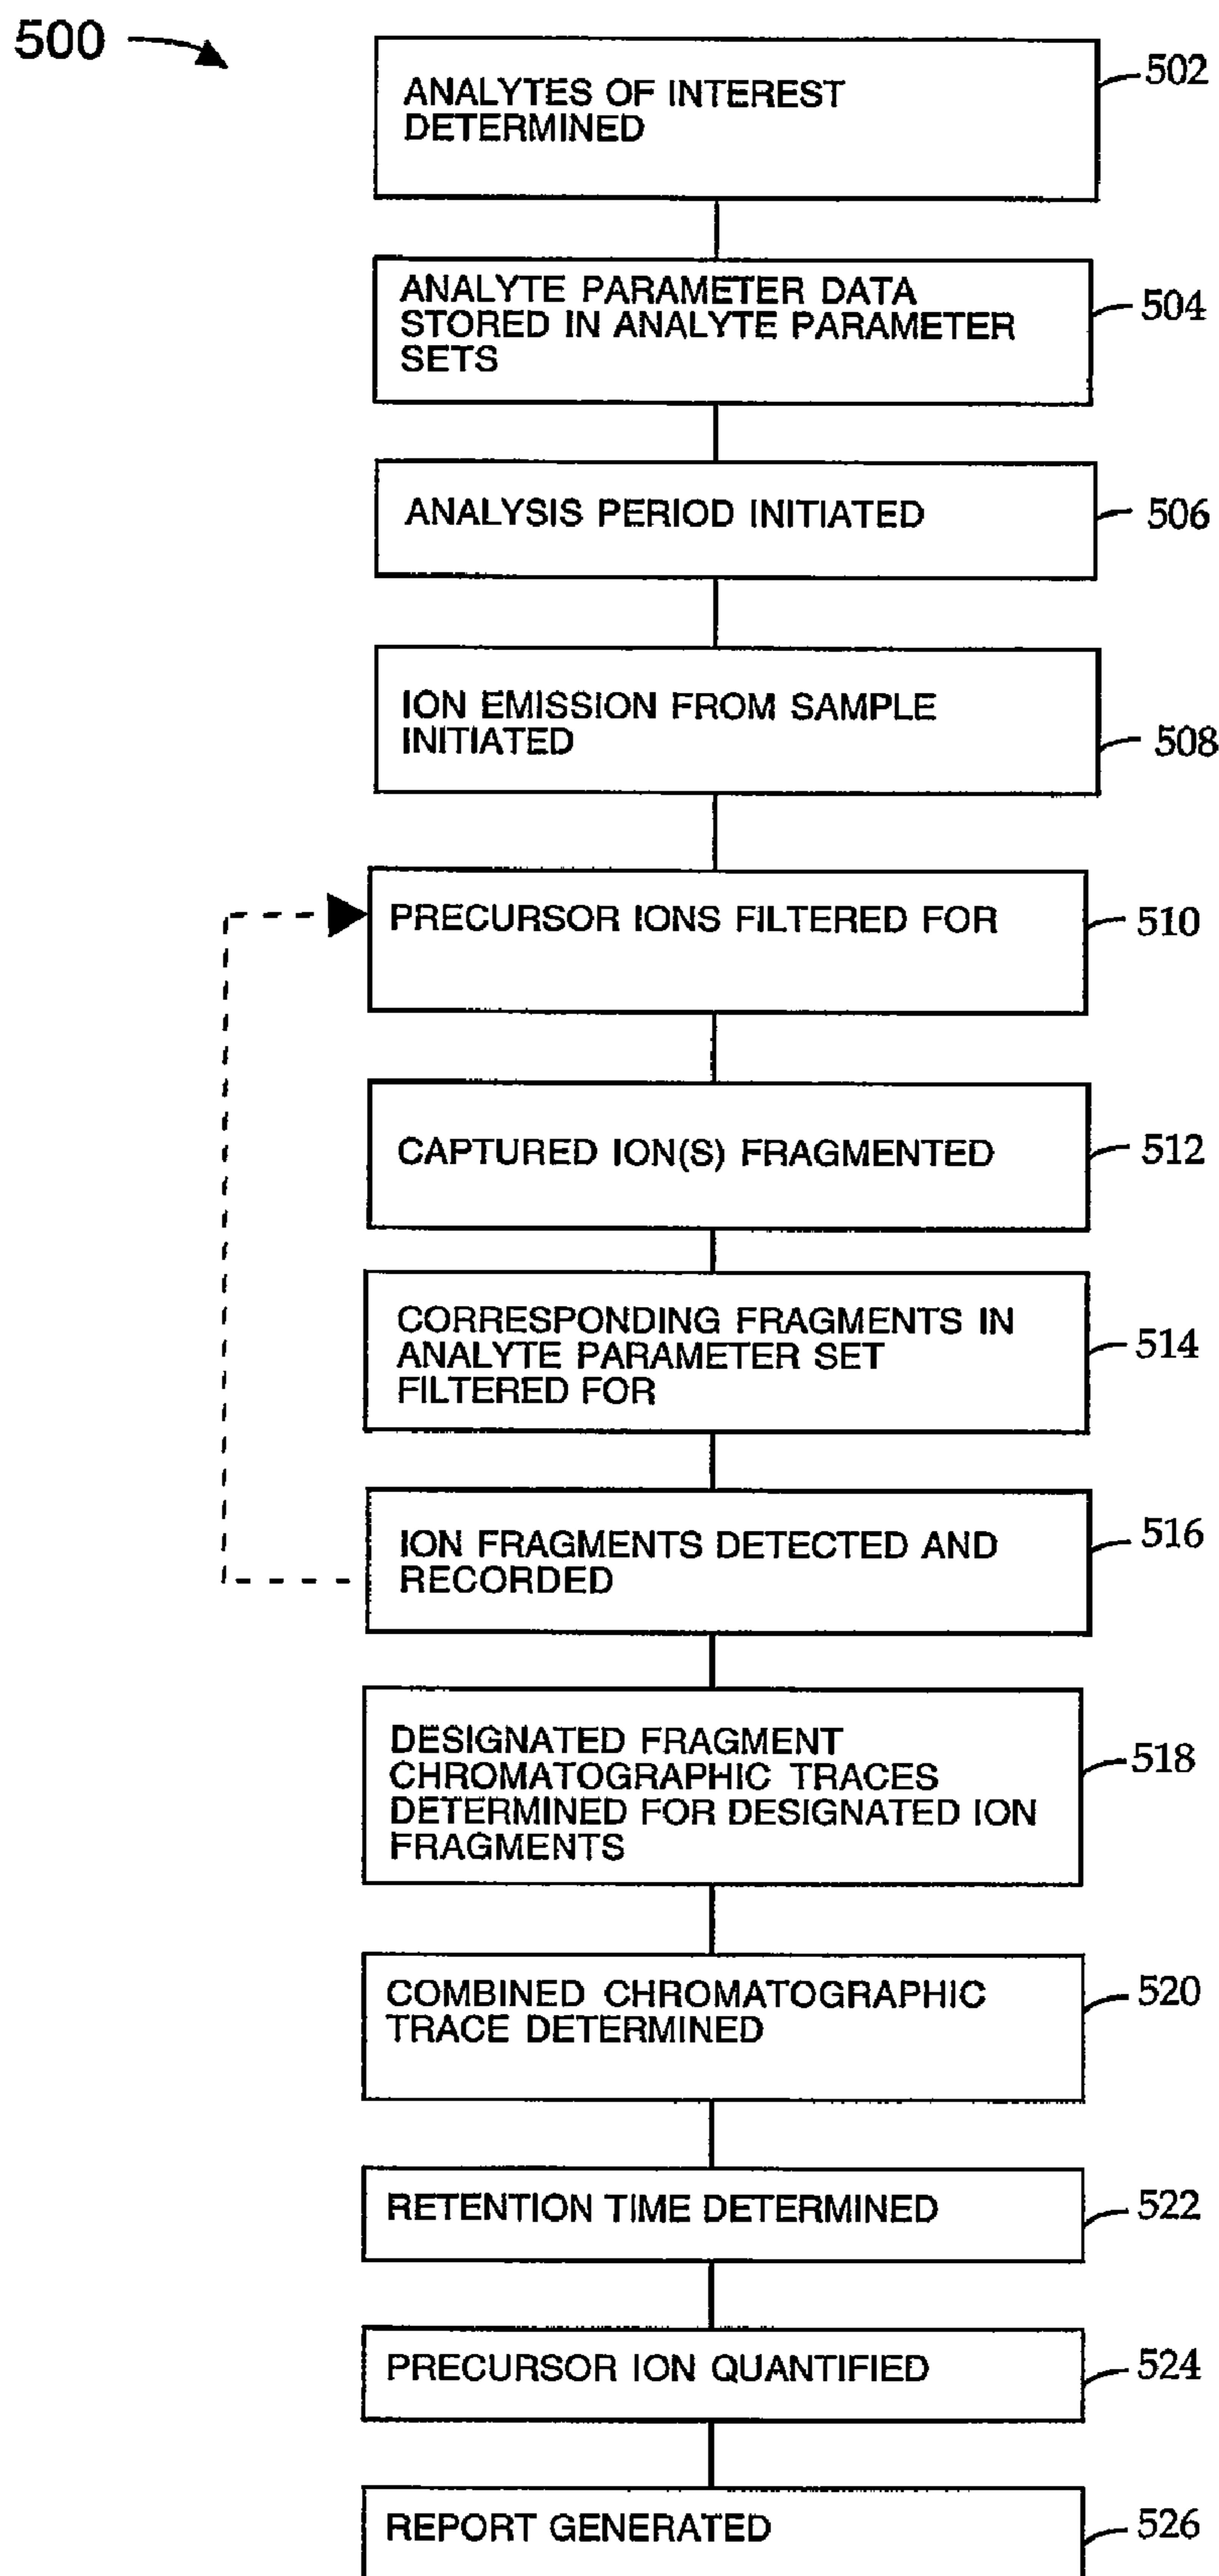 500
ANALYTES OF INTEREST
DETERMINED
502
ANALYTE PARAMETER DATA
STORED IN ANALYTE PARAMETER
SETS
504
ANALYSIS PERIOD INITIATED
506
ION EMISSION FROM SAMPLE
INITIATED
508
PRECURSOR IONS FILTERED FOR
510
CAPTURED ION(S) FRAGMENTED
512
CORRESPONDING FRAGMENTS IN
ANALYTE PARAMETER SET
FILTERED FOR
514
ION FRAGMENTS DETECTED AND
RECORDED
516
DESIGNATED FRAGMENT
CHROMATOGRAPHIC TRACES
DETERMINED FOR DESIGNATED ION
FRAGMENTS
518
COMBINED CHROMATOGRAPHIC
TRACE DETERMINED
520
RETENTION TIME DETERMINED
522
PRECURSOR ION QUANTIFIED
524
REPORT GENERATED
526